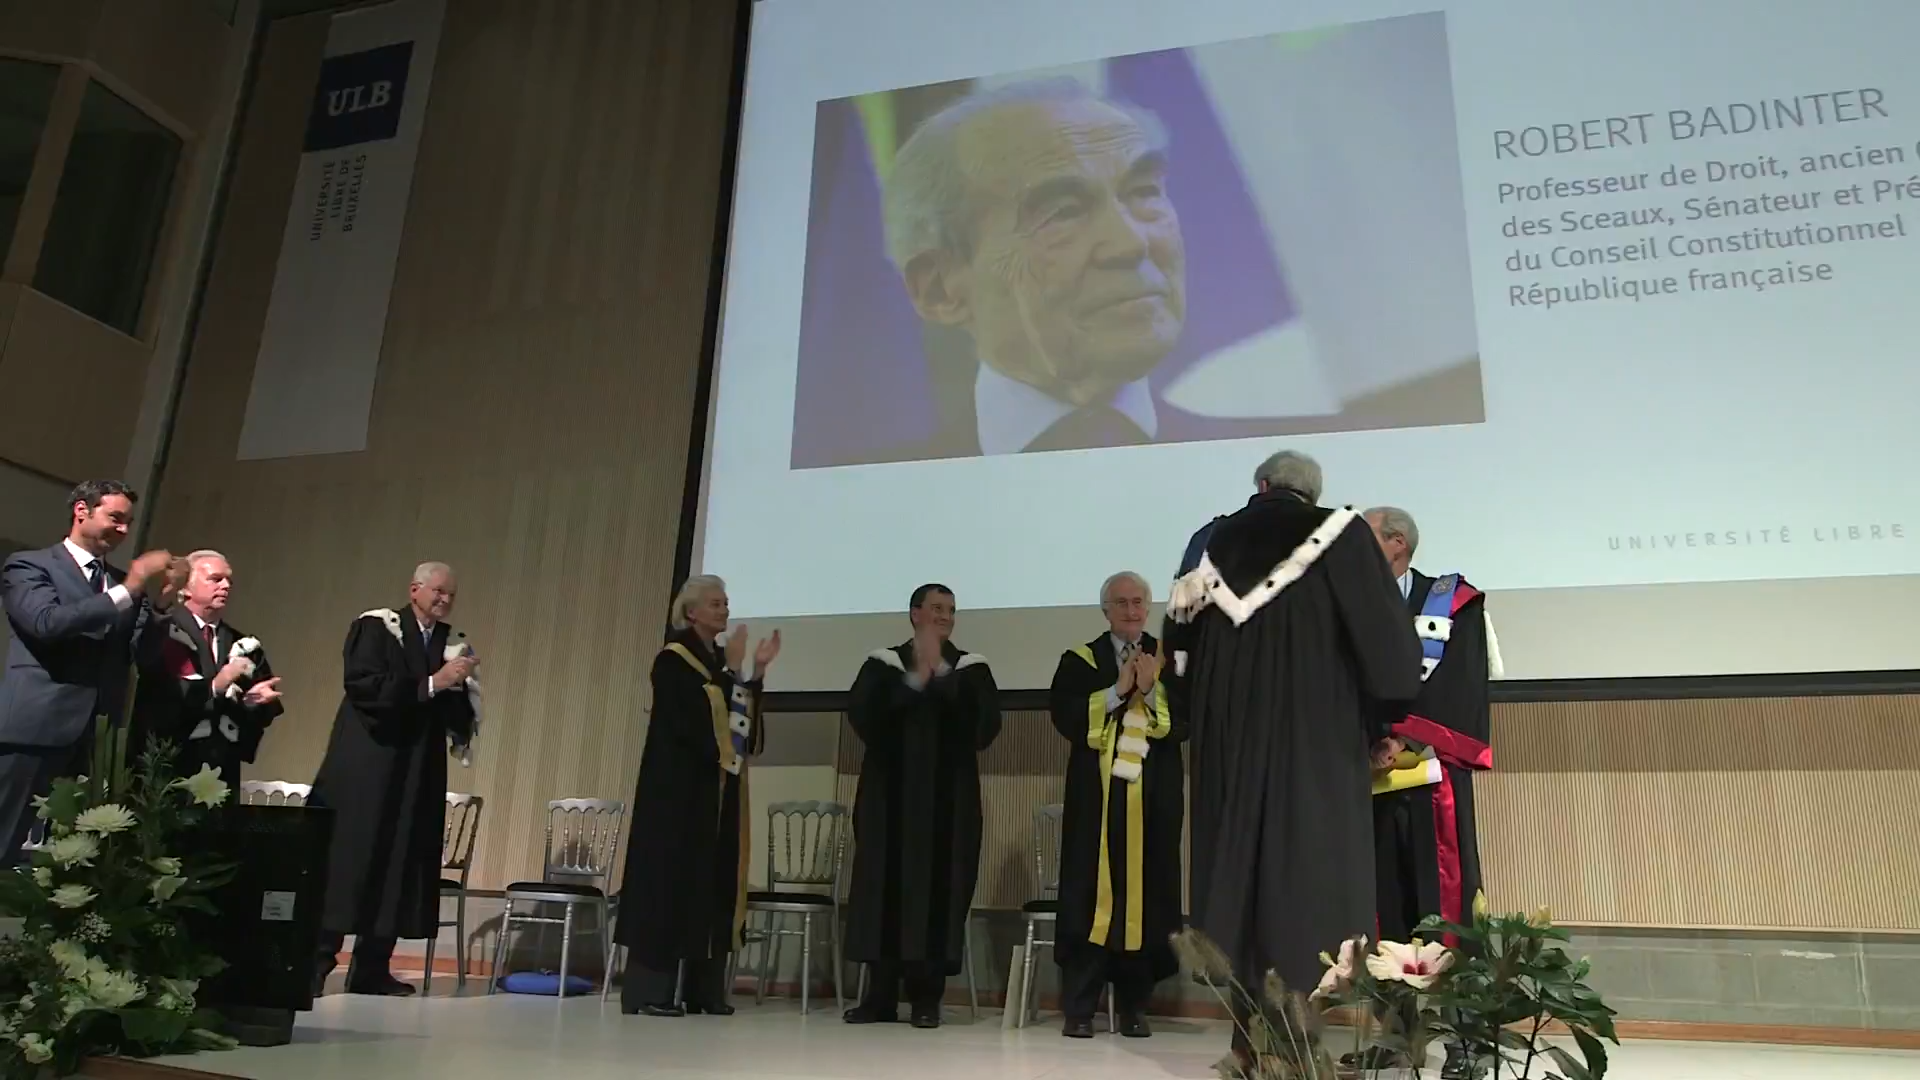 ULB
UNIVERSITÉ
LIBRE DE
BRUXELLES
ROBERT BADINTER
Professeur de Droit, ancien
des Sceaux, Sénateur et Pré
du Conseil Constitutionnel
République française
UNIVERSITÉ LIBRE